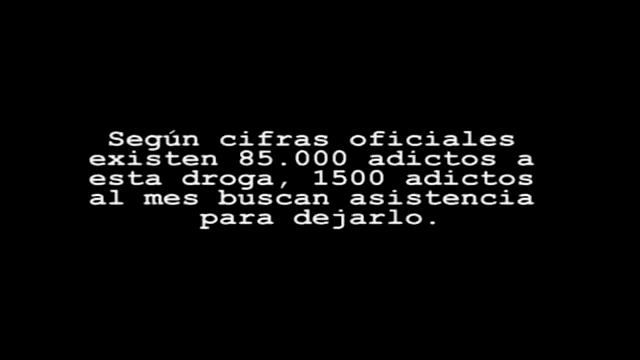 Según cifras oficiales
existen 85.000 adictos a
esta droga, 1500 adictos
al mes buscan asistencia
para dejarlo.